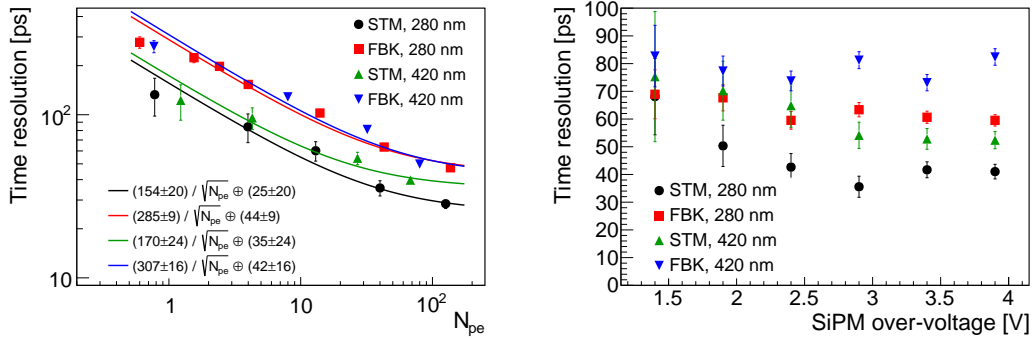 Time resolution [ps]
10²
10
1
10
10²
N_pe
STM, 280 nm
FBK, 280 nm
STM, 420 nm
FBK, 420 nm
(154±20) / √N_pe ⊕ (25±20)
(285±9) / √N_pe ⊕ (44±9)
(170±24) / √N_pe ⊕ (35±24)
(307±16) / √N_pe ⊕ (42±16)
Time resolution [ps]
100
90
80
70
60
50
40
30
20
10
0
STM, 280 nm
FBK, 280 nm
STM, 420 nm
FBK, 420 nm
1.5 2 2.5 3 3.5 4
SiPM over-voltage [V]